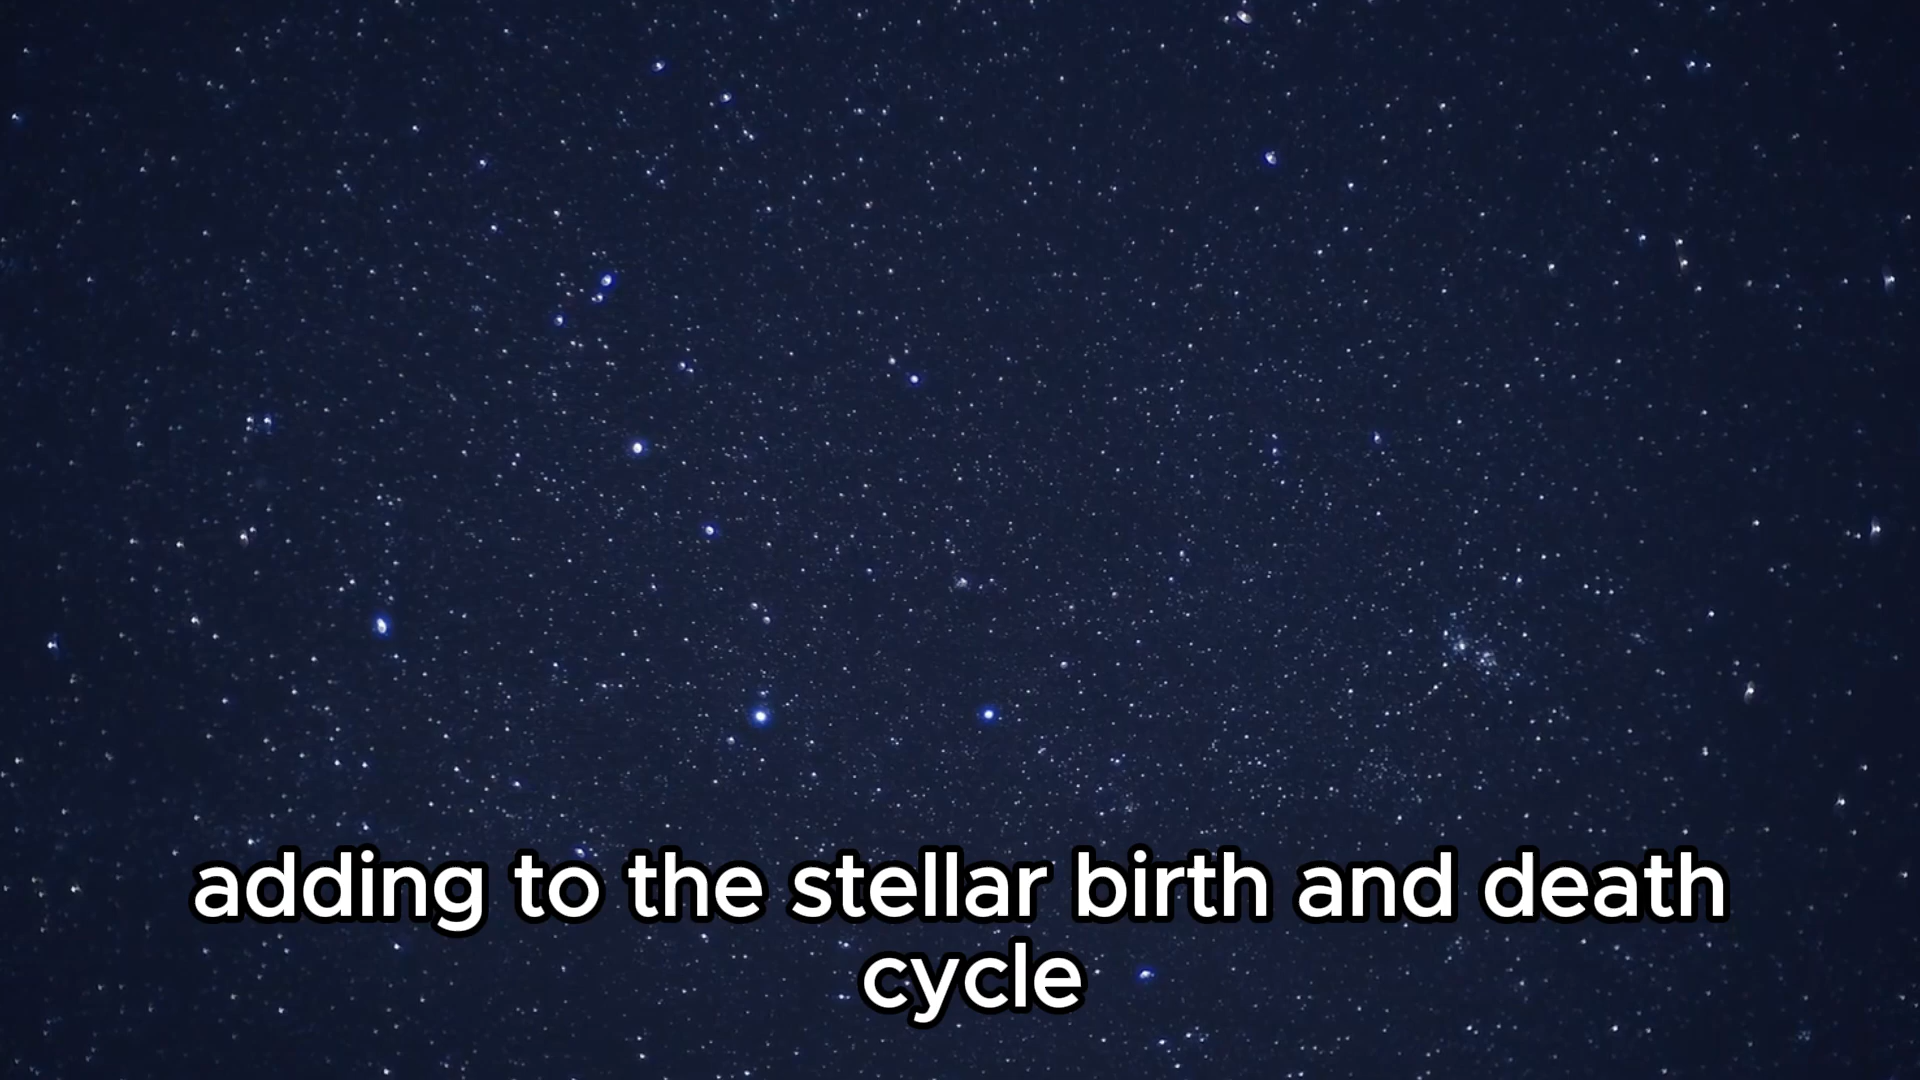 adding to the stellar birth and death
cycle